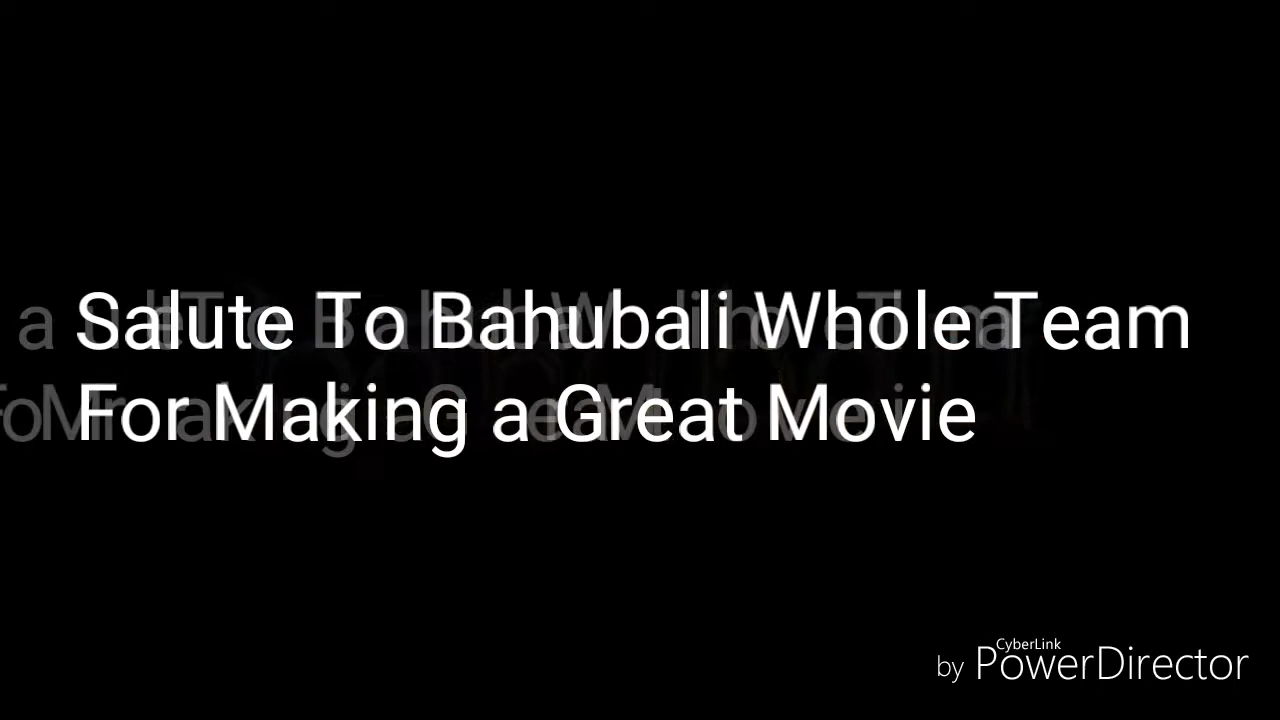 Salute To Bahubali Whole Team
For Making a Great Movie
CyberLink
by PowerDirector